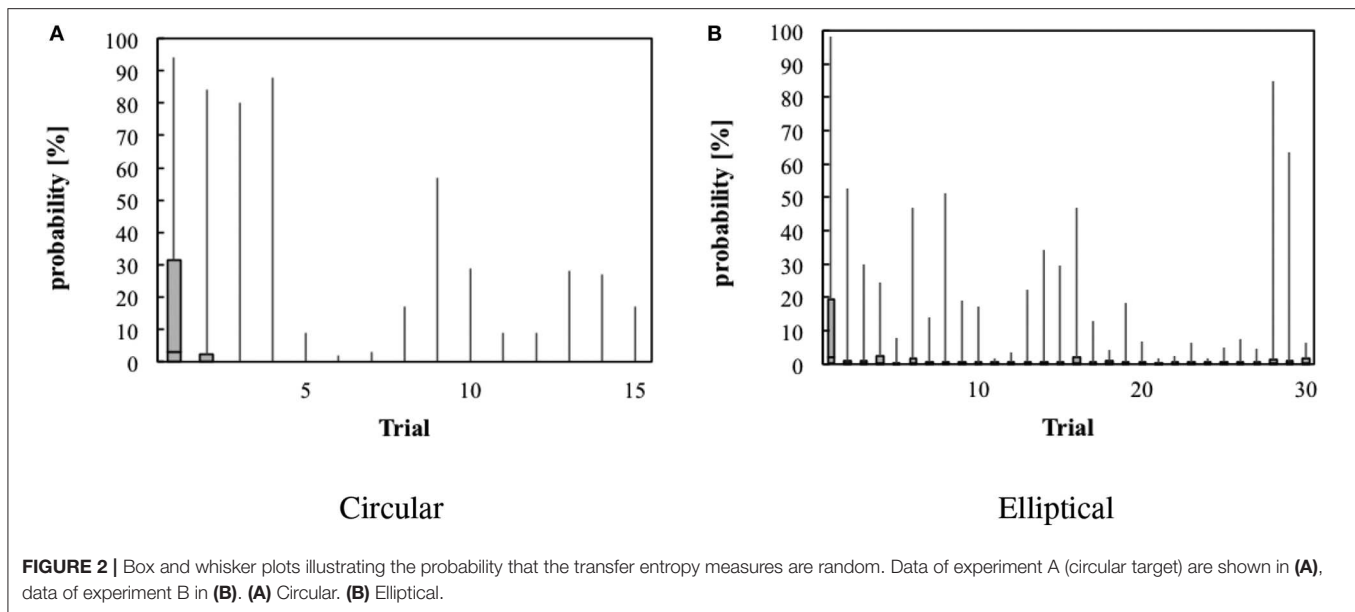 A
100
90
80
70
60
50
40
30
20
10
0
probability [%]
5
10
15
Trial
Circular
B
100
90
80
70
60
50
40
30
20
10
0
probability [%]
10
20
30
Trial
Elliptical
FIGURE 2 | Box and whisker plots illustrating the probability that the transfer entropy measures are random. Data of experiment A (circular target) are shown in (A),
data of experiment B in (B). (A) Circular. (B) Elliptical.